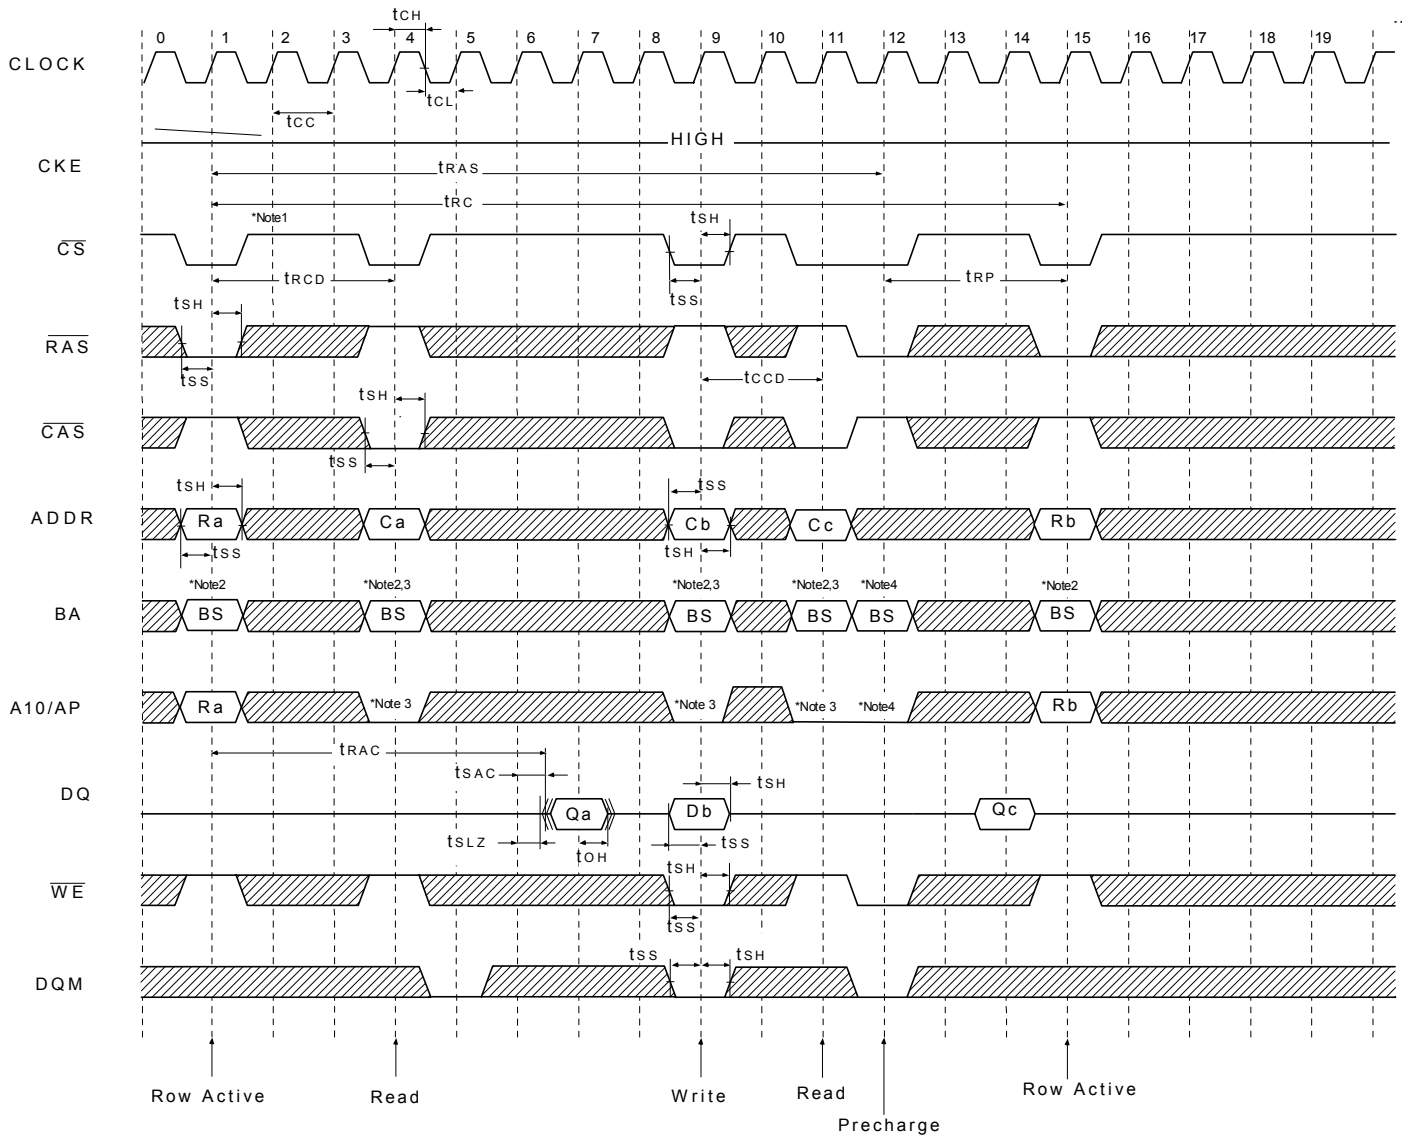 tCH
..
0 1 2 3 4 5 6 7 8 9 10 11 12 13 14 15 16 17 18 19
CLOCK
tCL
tCC
HIGH
CKE
tRAS
tRC
*Note1
tSH
CS
tRCD
tRP
tSS
tSH
RAS
tSS
tCCD
tSH
CAS
tSS
tSH
tSS
ADDR
Ra Ca Cb Cc Rb
tSS
tSH
*Note2 *Note2,3 *Note2,3 *Note2,3 *Note4 *Note2
BA
BS BS BS BS BS BS
A10/AP
Ra *Note 3 *Note 3 *Note 3 *Note4 Rb
tRAC
tSAC
tSH
DQ
Qa Db Qc
tSLZ
tOH
tSS
tSH
WE
tSS
tSS
tSH
DQM
Row Active Read Write Read Row Active
Precharge